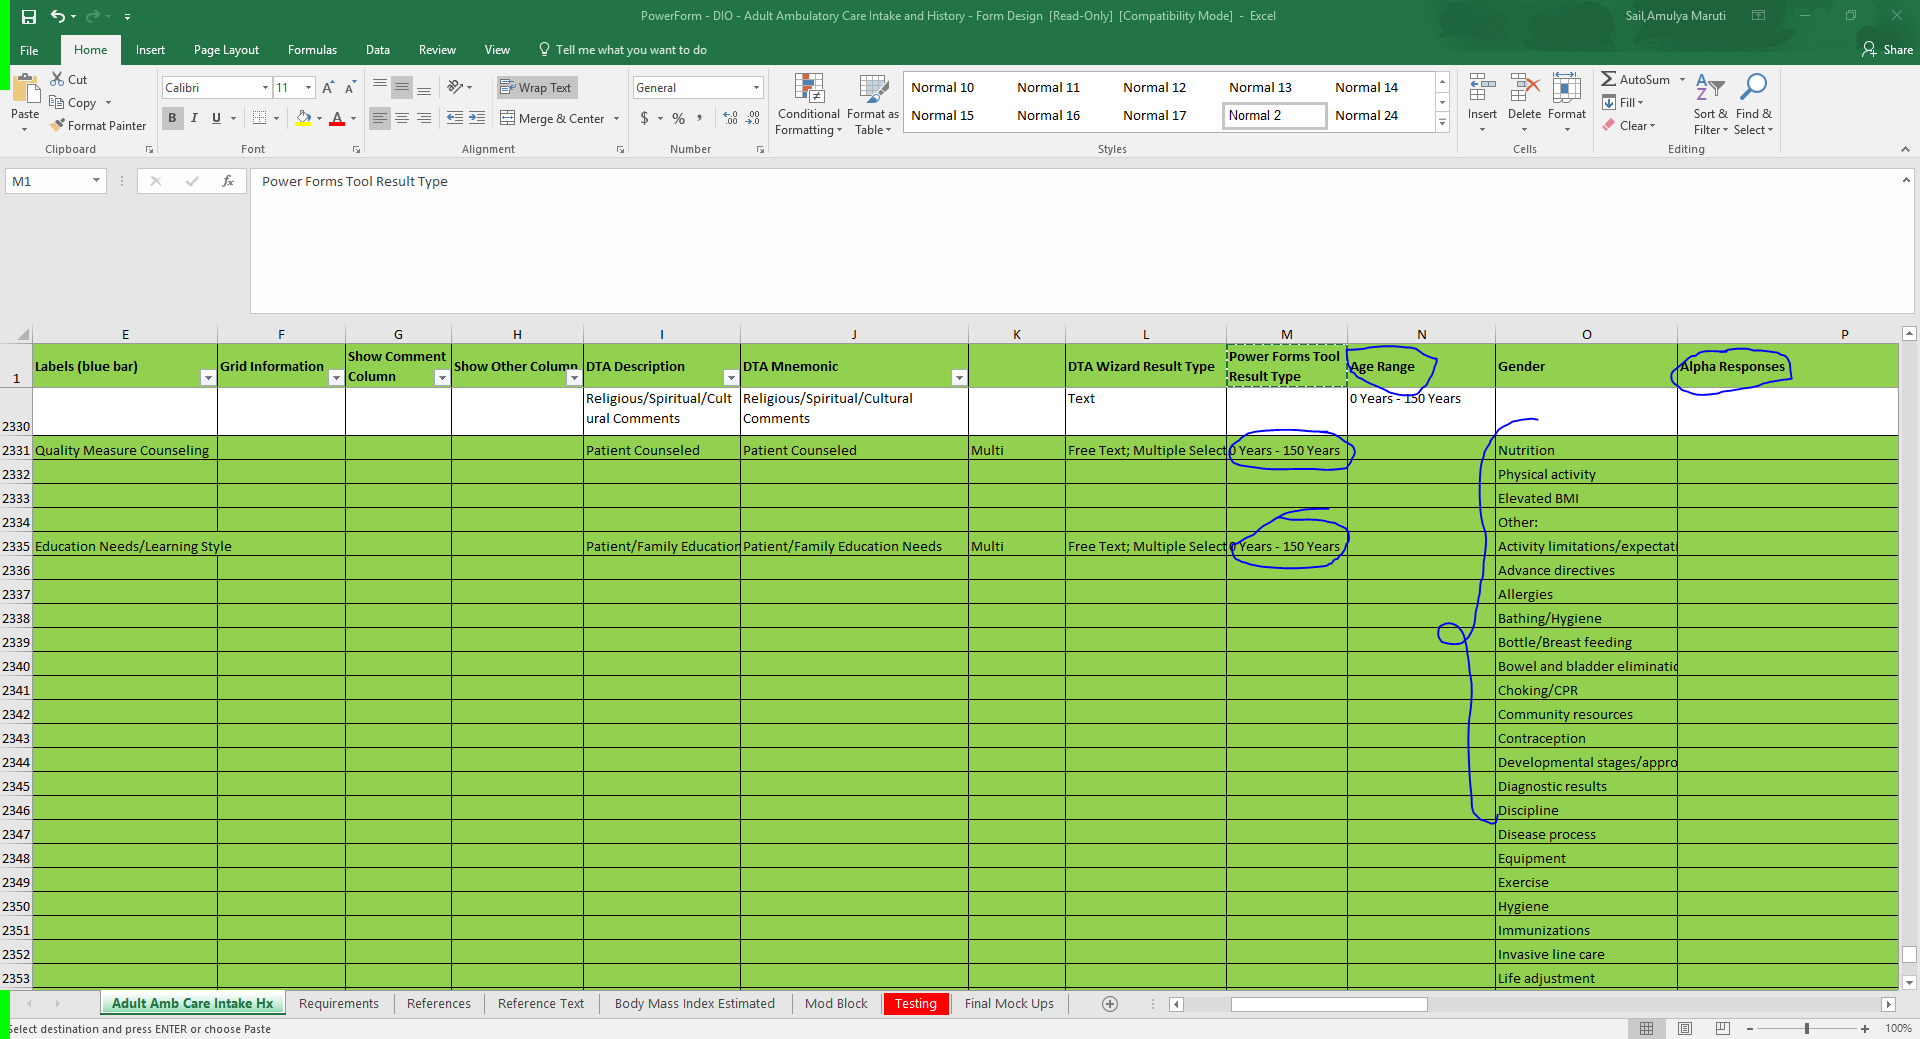 PowerForm - DIO - Adult Ambulatory Care Intake and History - Form Design [Read-Only] [Compatibility Mode] - Excel
Sail,Amulya Maruti
File Home Insert Page Layout Formulas Data Review View Tell me what you want to do Share
Paste
Cut
Copy
Format Painter
Clipboard
Calibri 11
B I U
Font
Wrap Text
Merge & Center
Alignment
General
$ % ,
Number
Conditional Formatting
Format as Table
Normal 10 Normal 11 Normal 12 Normal 13 Normal 14
Normal 15 Normal 16 Normal 17 Normal 2 Normal 24
Styles
Insert Delete Format
Cells
AutoSum
Fill
Clear
Sort & Filter
Find & Select
Editing
M1
fx
Power Forms Tool Result Type
E F G H I J K L M N O P
1 Labels (blue bar) Grid Information Show Comment Column Show Other Column DTA Description DTA Mnemonic DTA Wizard Result Type Power Forms Tool Result Type Age Range Gender Alpha Responses
2330 Religious/Spiritual/Cultural Comments Religious/Spiritual/Cultural Comments Text 0 Years - 150 Years
2331 Quality Measure Counseling Patient Counseled Patient Counseled Multi Free Text; Multiple Select 0 Years - 150 Years Nutrition
2332 Physical activity
2333 Elevated BMI
2334 Other:
2335 Education Needs/Learning Style Patient/Family Education Patient/Family Education Needs Multi Free Text; Multiple Select 0 Years - 150 Years Activity limitations/expectati
2336 Advance directives
2337 Allergies
2338 Bathing/Hygiene
2339 Bottle/Breast feeding
2340 Bowel and bladder eliminatio
2341 Choking/CPR
2342 Community resources
2343 Contraception
2344 Developmental stages/appro
2345 Diagnostic results
2346 Discipline
2347 Disease process
2348 Equipment
2349 Exercise
2350 Hygiene
2351 Immunizations
2352 Invasive line care
2353 Life adjustment
Adult Amb Care Intake Hx Requirements References Reference Text Body Mass Index Estimated Mod Block Testing Final Mock Ups
Select destination and press ENTER or choose Paste
100%